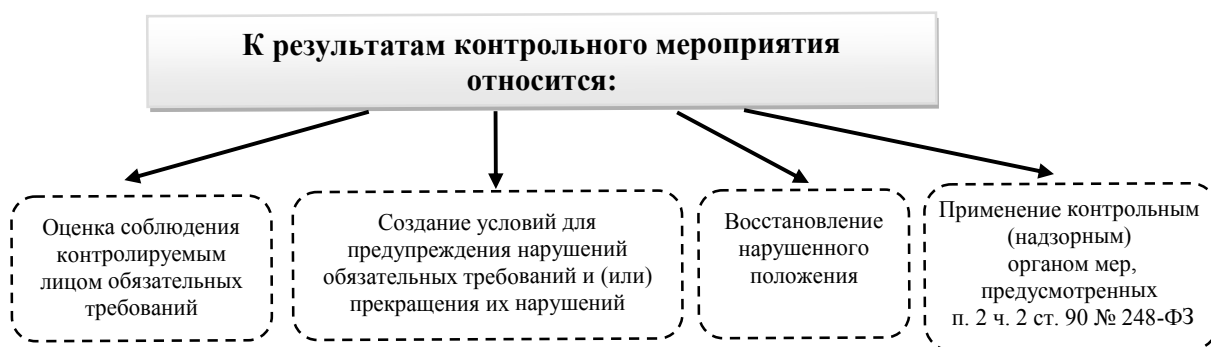 К результатам контрольного мероприятия
относится:
Оценка соблюдения
контролируемым
лицом обязательных
требований
Создание условий для
предупреждения нарушений
обязательных требований и (или)
прекращения их нарушений
Восстановление
нарушенного
положения
Применение контрольным
(надзорным)
органом мер,
предусмотренных
п. 2 ч. 2 ст. 90 № 248-ФЗ